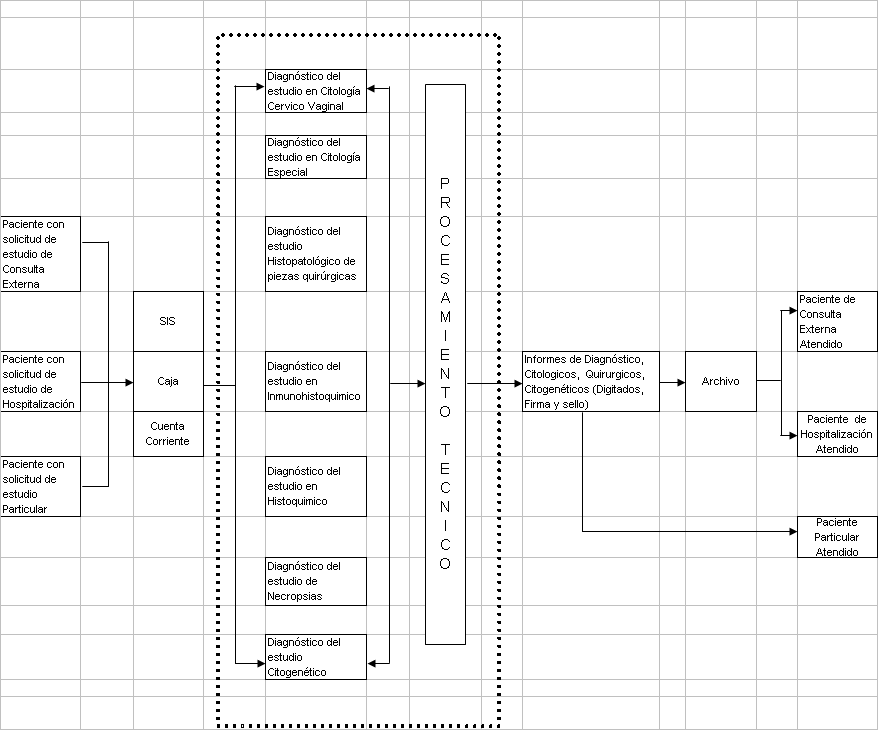 Paciente con
solicitud de
estudio de
Consulta
Externa
Paciente con
solicitud de
estudio de
Hospitalización
Paciente con
solicitud de
estudio
Particular
SIS
Caja
Cuenta
Corriente
Diagnóstico del
estudio en Citología
Cervico Vaginal
Diagnóstico del
estudio en Citología
Especial
Diagnóstico del
estudio
Histopatológico de
piezas quirúrgicas
Diagnóstico del
estudio en
Inmunohistoquimico
Diagnóstico del
estudio en
Histoquimico
Diagnóstico del
estudio de
Necropsias
Diagnóstico del
estudio
Citogenético
PROCESAMIENTO TECNICO
Informes de Diagnóstico,
Citologicos, Quirurgicos,
Citogenéticos (Digitados,
Firma y sello)
Archivo
Paciente de
Consulta
Externa
Atendido
Paciente de
Hospitalización
Atendido
Paciente
Particular
Atendido